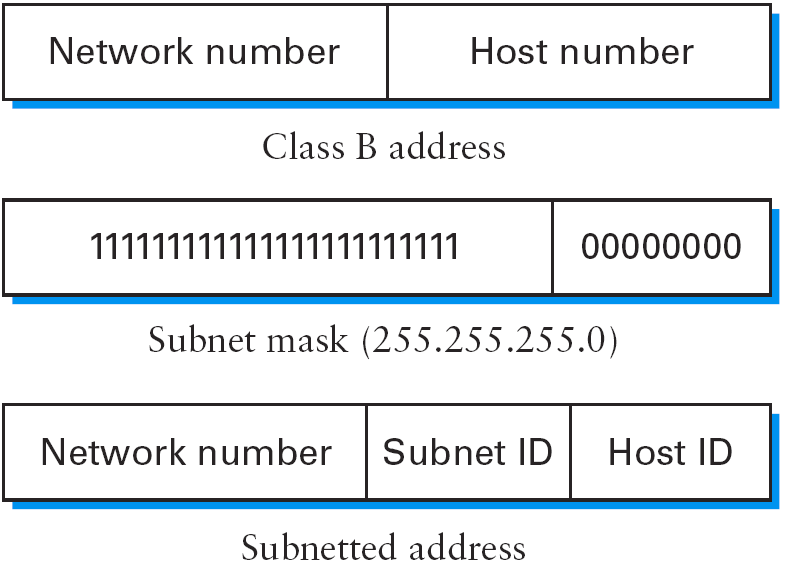 Network number Host number
Class B address
111111111111111111111111 00000000
Subnet mask (255.255.255.0)
Network number Subnet ID Host ID
Subnetted address